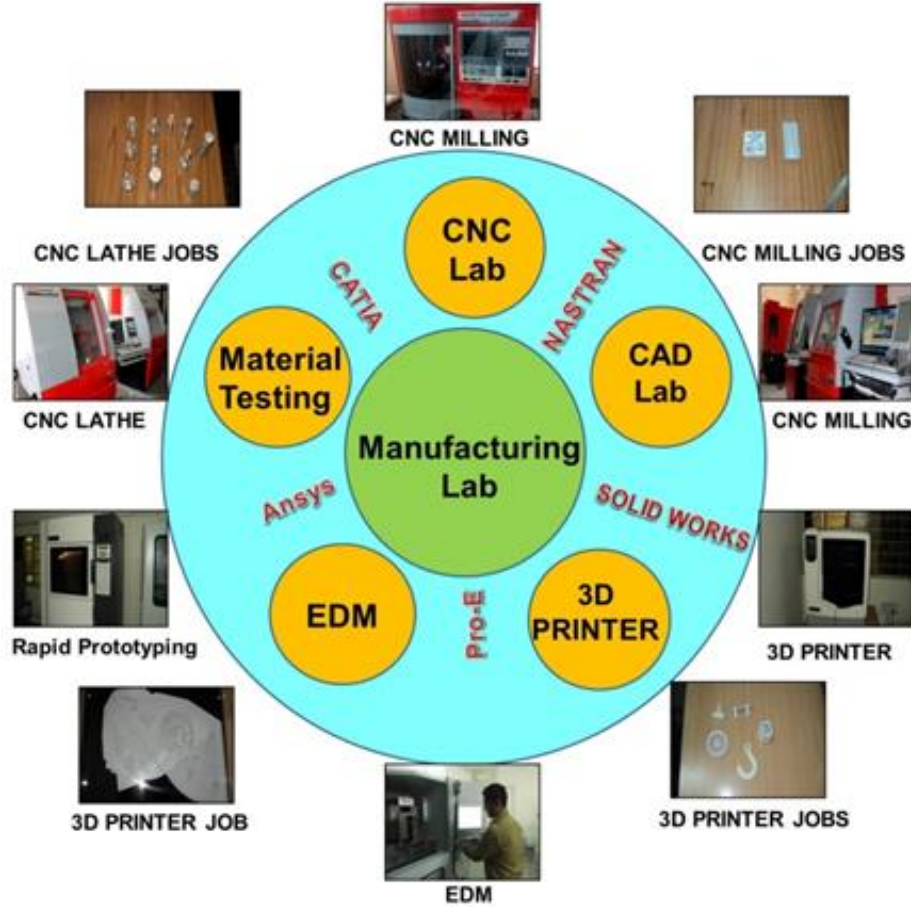 CNC MILLING
CNC LATHE JOBS
CNC MILLING JOBS
CNC
Lab
CATIA
NASTRAN
Material
Testing
CAD
Lab
CNC LATHE
CNC MILLING
Manufacturing
Lab
Ansys
SOLID WORKS
EDM
Pro-E
3D
PRINTER
Rapid Prototyping
3D PRINTER
3D PRINTER JOB
3D PRINTER JOBS
EDM